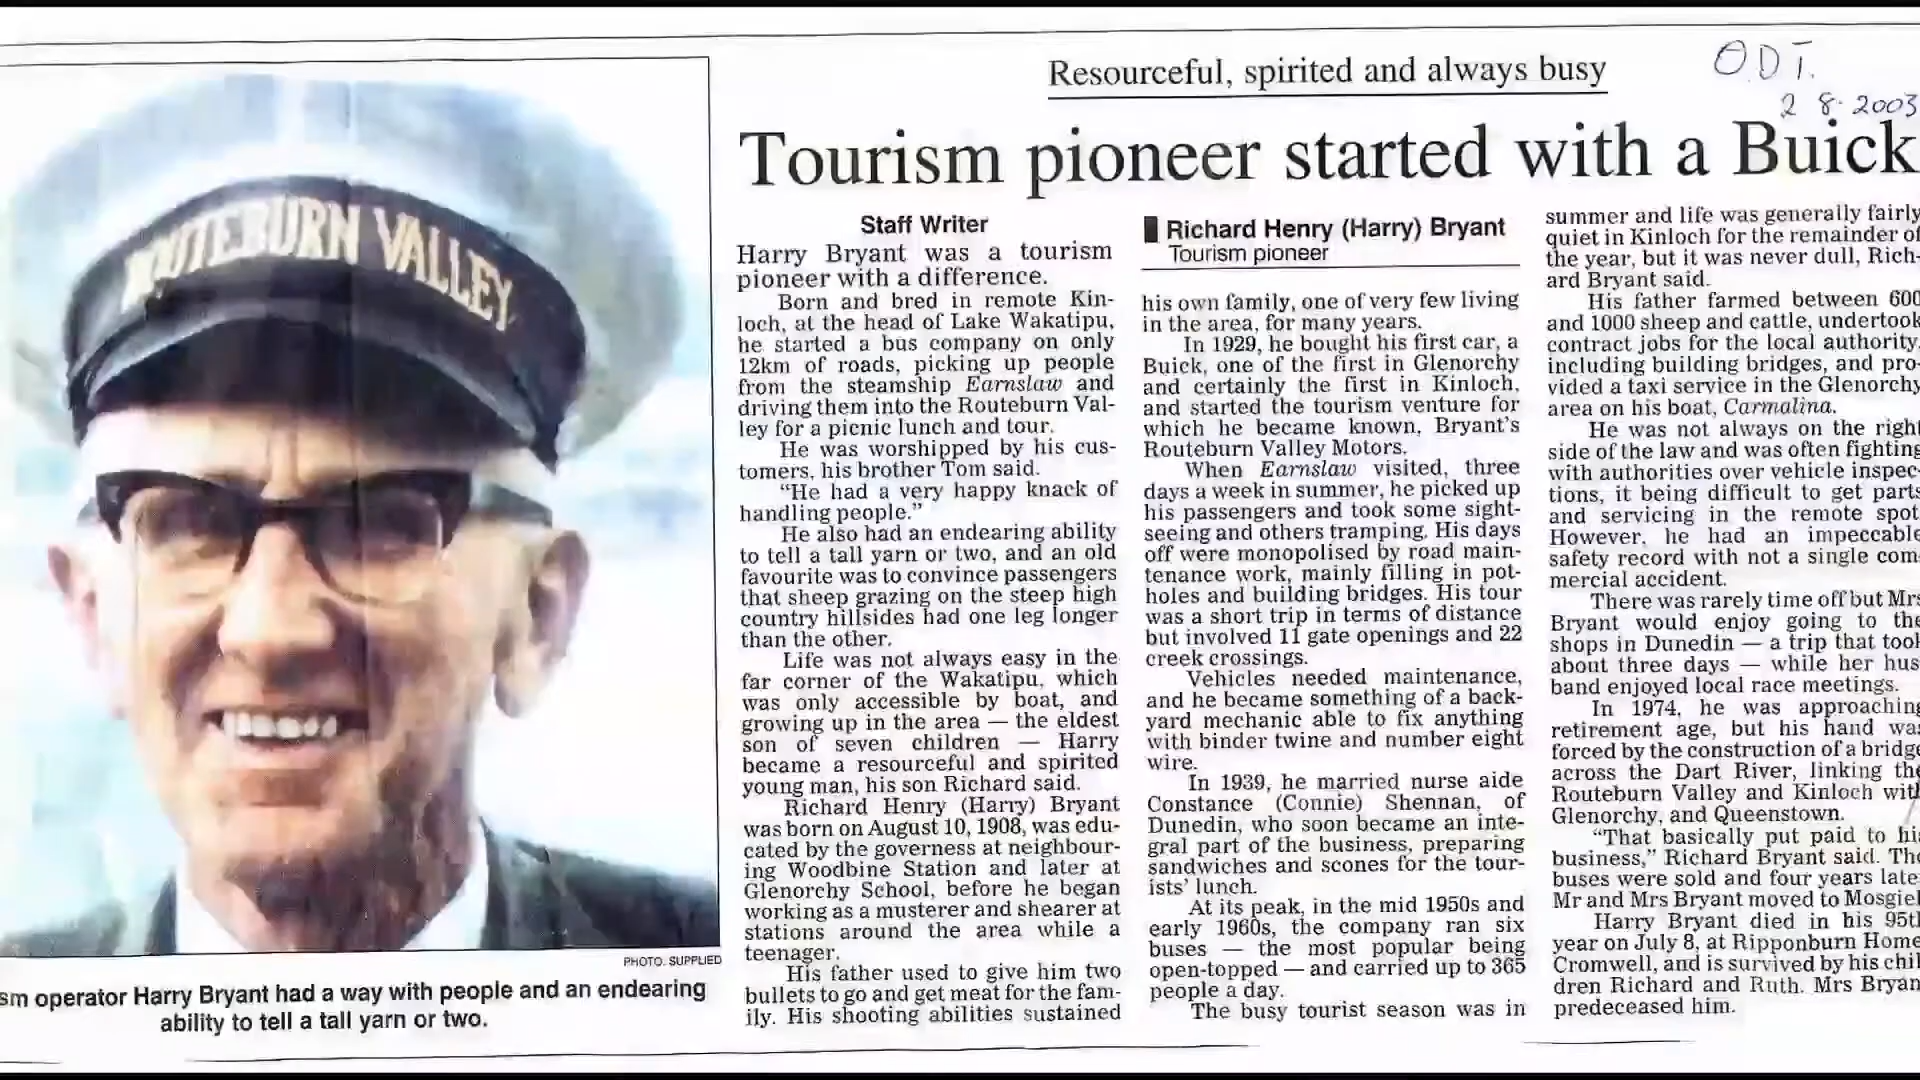 Resourceful, spirited and always busy
O.D.T.
2 8. 2003
Tourism pioneer started with a Buick
ROUTEBURN VALLEY
PHOTO. SUPPLIED
sm operator Harry Bryant had a way with people and an endearing
ability to tell a tall yarn or two.
Staff Writer
Harry Bryant was a tourism
pioneer with a difference.
Born and bred in remote Kin-
loch, at the head of Lake Wakatipu,
he started a bus company on only
12km of roads, picking up people
from the steamship Earnslaw and
driving them into the Routeburn Val-
ley for a picnic lunch and tour.
He was worshipped by his cus-
tomers, his brother Tom said.
“He had a very happy knack of
handling people.”
He also had an endearing ability
to tell a tall yarn or two, and an old
favourite was to convince passengers
that sheep grazing on the steep high
country hillsides had one leg longer
than the other.
Life was not always easy in the
far corner of the Wakatipu, which
was only accessible by boat, and
growing up in the area — the eldest
son of seven children — Harry
became a resourceful and spirited
young man, his son Richard said.
Richard Henry (Harry) Bryant
was born on August 10, 1908, was edu-
cated by the governess at neighbour-
ing Woodbine Station and later at
Glenorchy School, before he began
working as a musterer and shearer at
stations around the area while a
teenager.
His father used to give him two
bullets to go and get meat for the fam-
ily. His shooting abilities sustained
Richard Henry (Harry) Bryant
Tourism pioneer
his own family, one of very few living
in the area, for many years.
In 1929, he bought his first car, a
Buick, one of the first in Glenorchy
and certainly the first in Kinloch,
and started the tourism venture for
which he became known, Bryant's
Routeburn Valley Motors.
When Earnslaw visited, three
days a week in summer, he picked up
his passengers and took some sight-
seeing and others tramping. His days
off were monopolised by road main-
tenance work, mainly filling in pot-
holes and building bridges. His tour
was a short trip in terms of distance
but involved 11 gate openings and 22
creek crossings.
Vehicles needed maintenance,
and he became something of a back-
yard mechanic able to fix anything
with binder twine and number eight
wire.
In 1939, he married nurse aide
Constance (Connie) Shennan, of
Dunedin, who soon became an inte-
gral part of the business, preparing
sandwiches and scones for the tour-
ists' lunch.
At its peak, in the mid 1950s and
early 1960s, the company ran six
buses — the most popular being
open-topped — and carried up to 365
people a day.
The busy tourist season was in
summer and life was generally fairly
quiet in Kinloch for the remainder of
the year, but it was never dull, Rich-
ard Bryant said.
His father farmed between 600
and 1000 sheep and cattle, undertook
contract jobs for the local authority,
including building bridges, and pro-
vided a taxi service in the Glenorchy
area on his boat, Carmalina.
He was not always on the right
side of the law and was often fighting
with authorities over vehicle inspec-
tions, it being difficult to get parts
and servicing in the remote spot.
However, he had an impeccable
safety record with not a single com
mercial accident.
There was rarely time off but Mrs
Bryant would enjoy going to the
shops in Dunedin — a trip that took
about three days — while her hus
band enjoyed local race meetings.
In 1974, he was approaching
retirement age, but his hand was
forced by the construction of a bridge
across the Dart River, linking the
Routeburn Valley and Kinloch with
Glenorchy, and Queenstown.
“That basically put paid to his
business,” Richard Bryant said. The
buses were sold and four years late
Mr and Mrs Bryant moved to Mosgiel
Harry Bryant died in his 95th
year on July 8, at Ripponburn Home
Cromwell, and is survived by his chil
dren Richard and Ruth. Mrs Bryan
predeceased him.